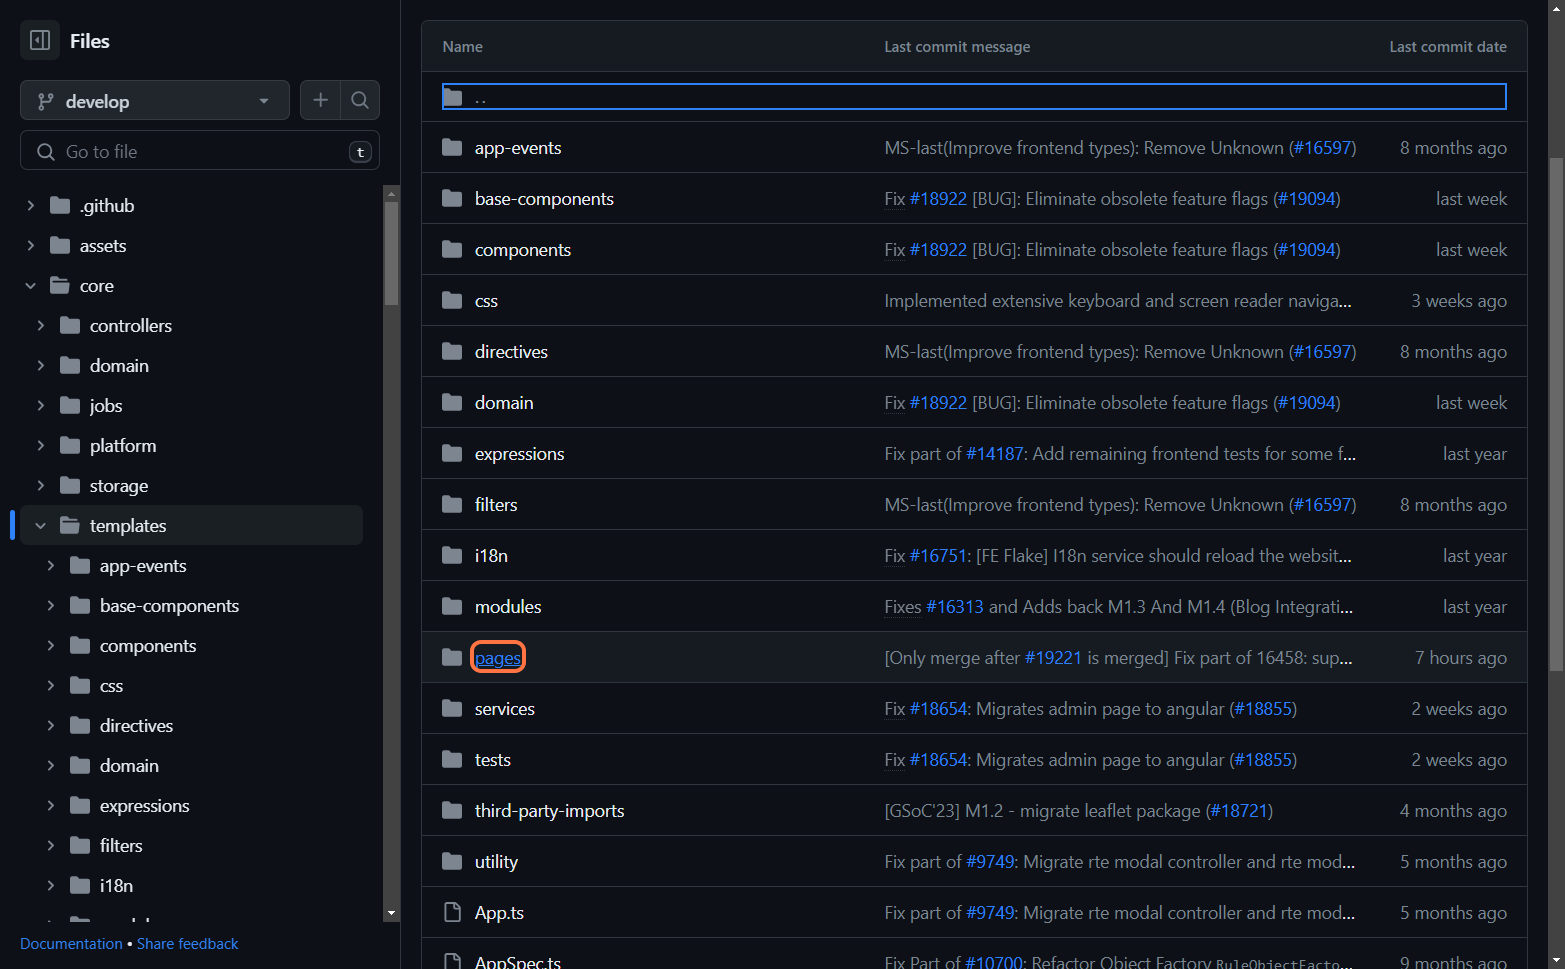 Files
develop
Go to file
t
.github
assets
core
controllers
domain
jobs
platform
storage
templates
app-events
base-components
components
css
directives
domain
expressions
filters
i18n
Documentation • Share feedback
Name Last commit message Last commit date
..
app-events MS-last(Improve frontend types): Remove Unknown (#16597) 8 months ago
base-components Fix #18922 [BUG]: Eliminate obsolete feature flags (#19094) last week
components Fix #18922 [BUG]: Eliminate obsolete feature flags (#19094) last week
css Implemented extensive keyboard and screen reader naviga... 3 weeks ago
directives MS-last(Improve frontend types): Remove Unknown (#16597) 8 months ago
domain Fix #18922 [BUG]: Eliminate obsolete feature flags (#19094) last week
expressions Fix part of #14187: Add remaining frontend tests for some f... last year
filters MS-last(Improve frontend types): Remove Unknown (#16597) 8 months ago
i18n Fix #16751: [FE Flake] I18n service should reload the websit... last year
modules Fixes #16313 and Adds back M1.3 And M1.4 (Blog Integrati... last year
pages [Only merge after #19221 is merged] Fix part of 16458: sup... 7 hours ago
services Fix #18654: Migrates admin page to angular (#18855) 2 weeks ago
tests Fix #18654: Migrates admin page to angular (#18855) 2 weeks ago
third-party-imports [GSoC'23] M1.2 - migrate leaflet package (#18721) 4 months ago
utility Fix part of #9749: Migrate rte modal controller and rte mod... 5 months ago
App.ts Fix part of #9749: Migrate rte modal controller and rte mod... 5 months ago
AppSpec.ts Fix Part of #10700: Refactor Object Factory RuleObjectFacto... 9 months ago